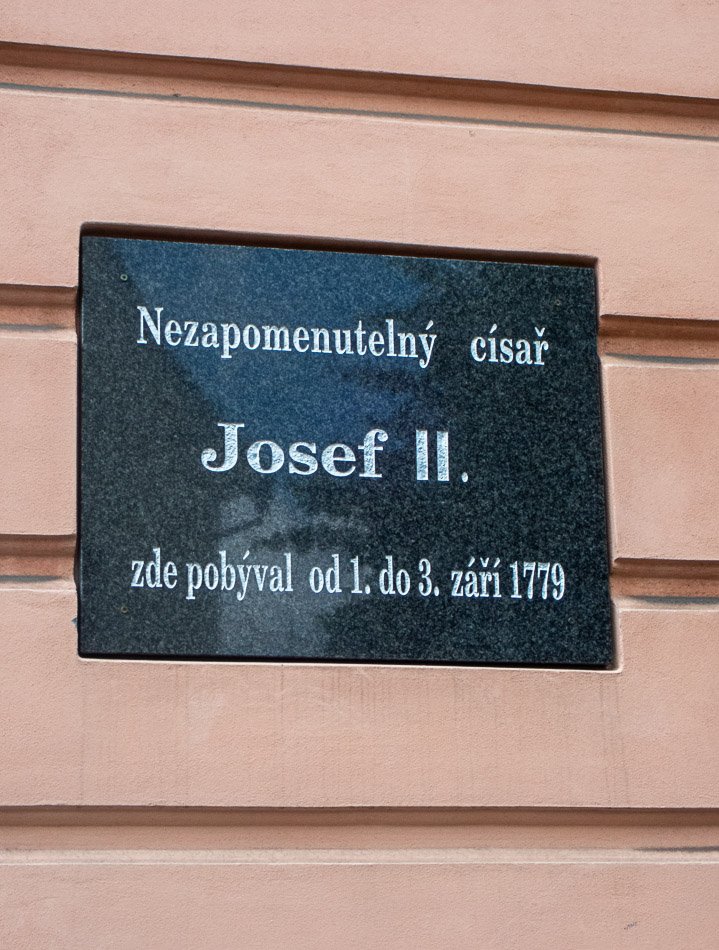 Nezapomenutelný císař
Josef II.
zde pobýval od 1. do 3. září 1779